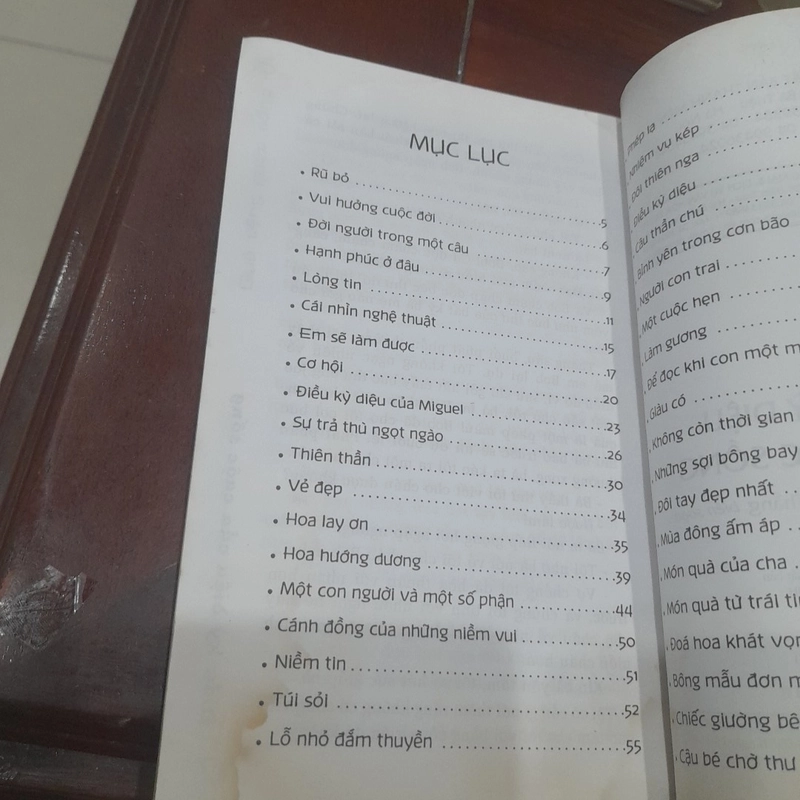 MỤC LỤC
• Rũ bỏ ........ 5
• Vui hưởng cuộc đời ........ 6
• Đời người trong một câu ........ 7
• Hạnh phúc ở đâu ........ 9
• Lòng tin ........ 11
• Cái nhìn nghệ thuật ........ 15
• Em sẽ làm được ........ 17
• Cơ hội ........ 20
• Điều kỳ diệu của Miguel ........ 23
• Sự trả thù ngọt ngào ........ 26
• Thiên thần ........ 30
• Vẻ đẹp ........ 34
• Hoa lay ơn ........ 35
• Hoa hướng dương ........ 39
• Một con người và một số phận ........ 44
• Cánh đồng của những niềm vui ........ 50
• Niềm tin ........ 51
• Túi sỏi ........ 52
• Lỗ nhỏ đắm thuyền ........ 55
Phép lạ ........
Nhiệm vụ kép ........
Đời thiên nga ........
Điều kỳ diệu ........
Câu thần chú ........
Bình yên trong cơn bão
Người con trai ........
Một cuộc hẹn ........
Làm gương ........
Để đọc khi con một m
Giàu có ........
Không còn thời gian
Những sợi bông bay
Đôi tay đẹp nhất ...
Mùa đông ấm áp ...
Món quà của cha ..
Món quà từ trái ti
Đoá hoa khát vọ
Bông mẫu đơn m
Chiếc giường bê
Cậu bé chờ thư